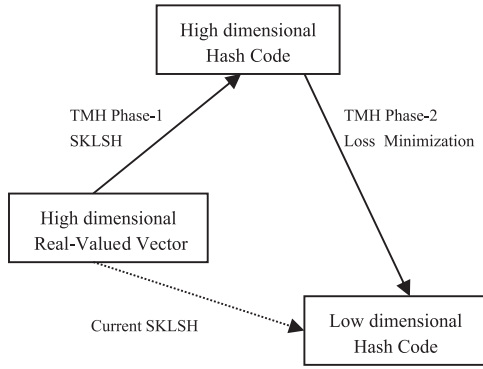 High dimensional
Hash Code
TMH Phase-1
SKLSH
TMH Phase-2
Loss Minimization
High dimensional
Real-Valued Vector
Current SKLSH
Low dimensional
Hash Code